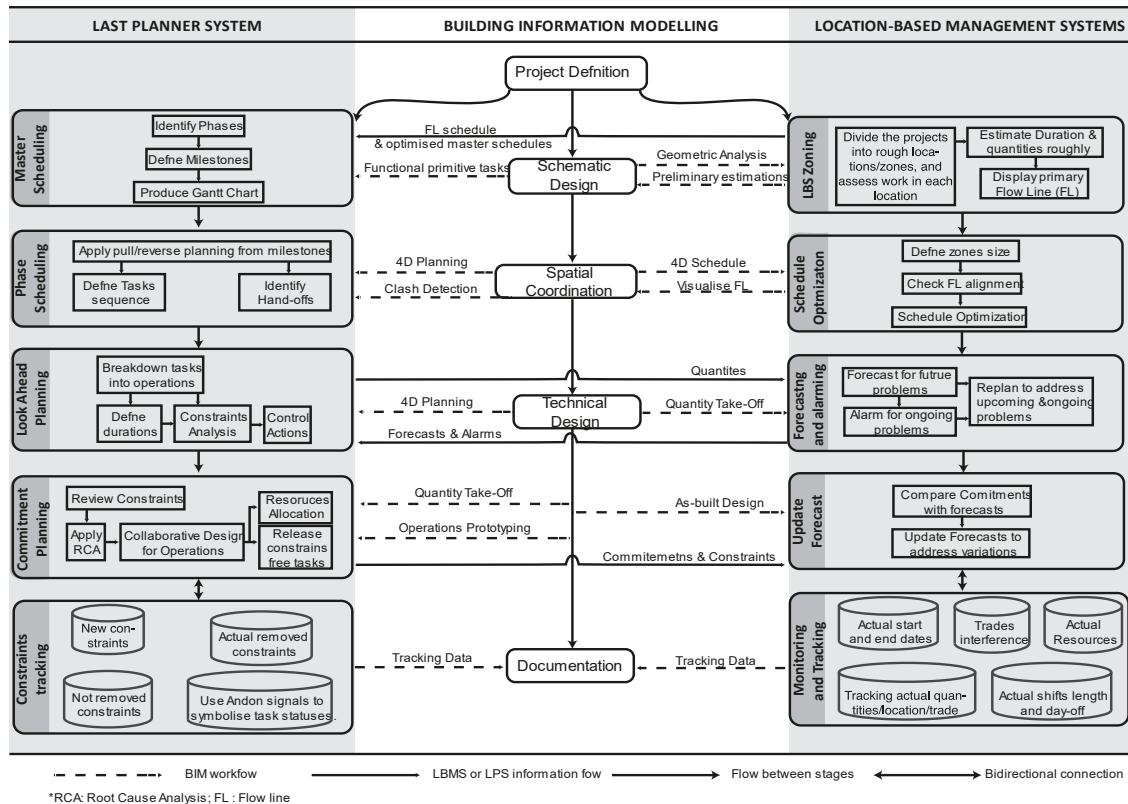 LAST PLANNER SYSTEM
BUILDING INFORMATION MODELLING
LOCATION-BASED MANAGEMENT SYSTEMS
Project Defnition
Master
Scheduling
Identify Phases
Defne Milestones
Produce Gantt Chart
FL schedule
& optimised master schedules
Functional primitive tasks
Schematic
Design
Geometric Analysis
Preliminary estimations
LBS Zoning
Divide the projects
into rough loca-
tions/zones, and
assess work in each
location
Estimate Duration &
quantities roughly
Display primary
Flow Line (FL)
Phase
Scheduling
Apply pull/reverse planning from milestones
Defne Tasks
sequence
Identify
Hand-offs
4D Planning
Clash Detection
Spatial
Coordination
4D Schedule
Visualise FL
Schedule
Optmizaton
Defne zones size
Check FL alignment
Schedule Optimization
Look Ahead
Planning
Breakdown tasks
into operations
Defne
durations
Constraints
Analysis
Control
Actions
Quantites
4D Planning
Technical
Design
Quantity Take-Off
Forecasts & Alarms
Forecastng
and alarming
Forecast for futrue
problems
Alarm for ongoing
problems
Replan to address
upcoming &ongoing
problems
Commitment
Planning
Review Constraints
Apply
RCA
Collaborative Design
for Operations
Resoruces
Allocation
Release
constrains
free tasks
Quantity Take-Off
As-built Design
Operations Prototyping
Commitemetns & Constraints
Update
Forecast
Compare Comitments
with forecasts
Update Forecasts to
address variations
Constraints
tracking
New con-
straints
Actual removed
constraints
Not removed
constraints
Use Andon signals to
symbolise task statuses.
Tracking Data
Documentation
Tracking Data
Monitoring
and Tracking
Actual start
and end dates
Trades
interference
Actual
Resources
Tracking actual quan-
tities/location/trade
Actual shifts length
and day-off
BIM workfow
LBMS or LPS information fow
Flow between stages
Bidirectional connection
*RCA: Root Cause Analysis; FL : Flow line